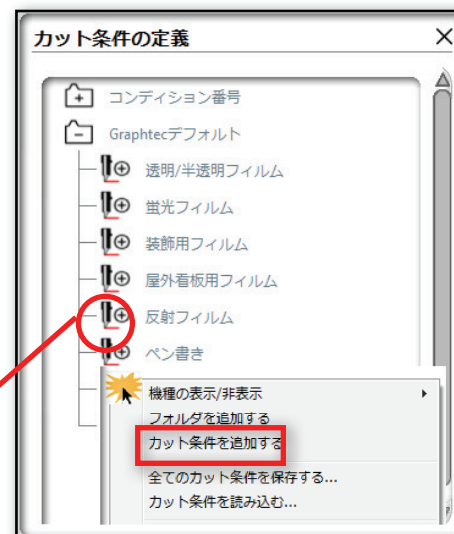 カット条件の定義
コンディション番号
Graphtecデフォルト
透明/半透明フィルム
蛍光フィルム
装飾用フィルム
屋外看板用フィルム
反射フィルム
ペン書き
機種の表示/非表示
フォルダを追加する
カット条件を追加する
全てのカット条件を保存する...
カット条件を読み込む...